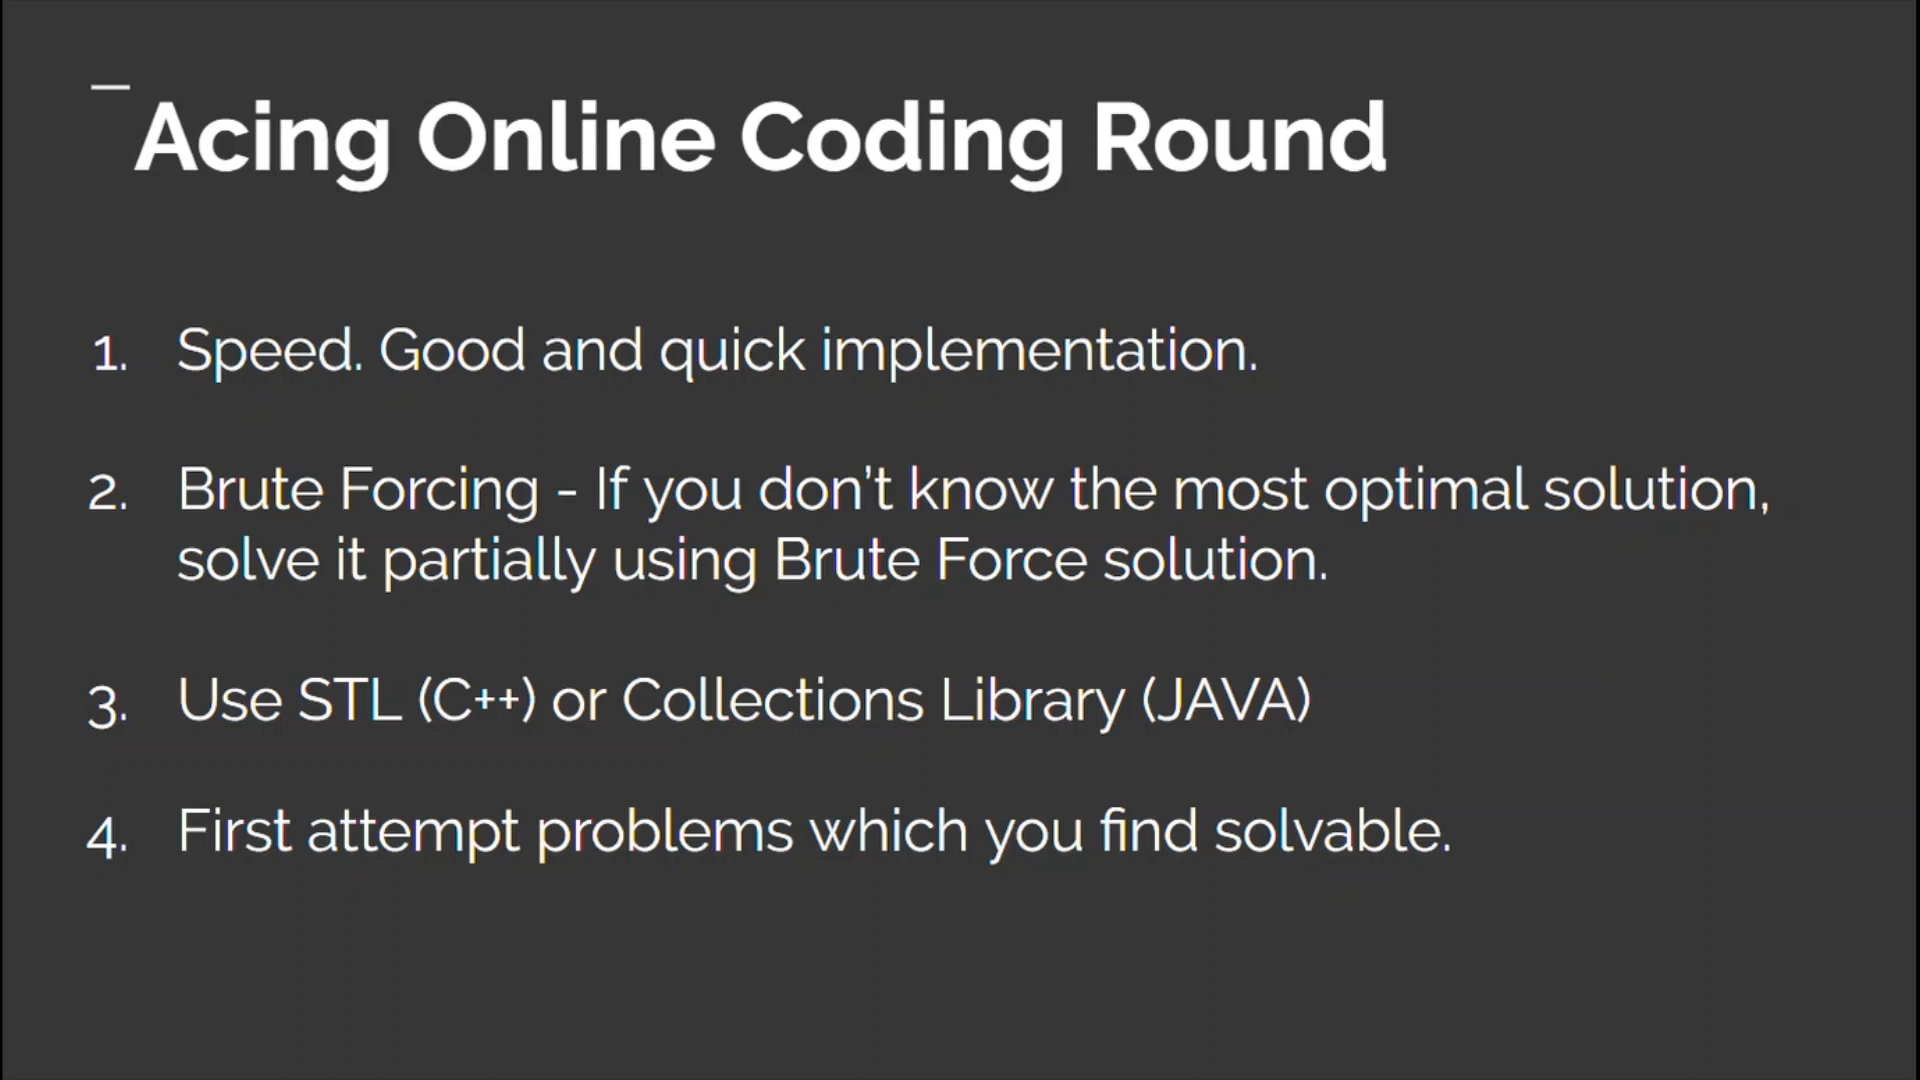 Acing Online Coding Round
1. Speed. Good and quick implementation.
2. Brute Forcing - If you don’t know the most optimal solution,
solve it partially using Brute Force solution.
3. Use STL (C++) or Collections Library (JAVA)
4. First attempt problems which you find solvable.